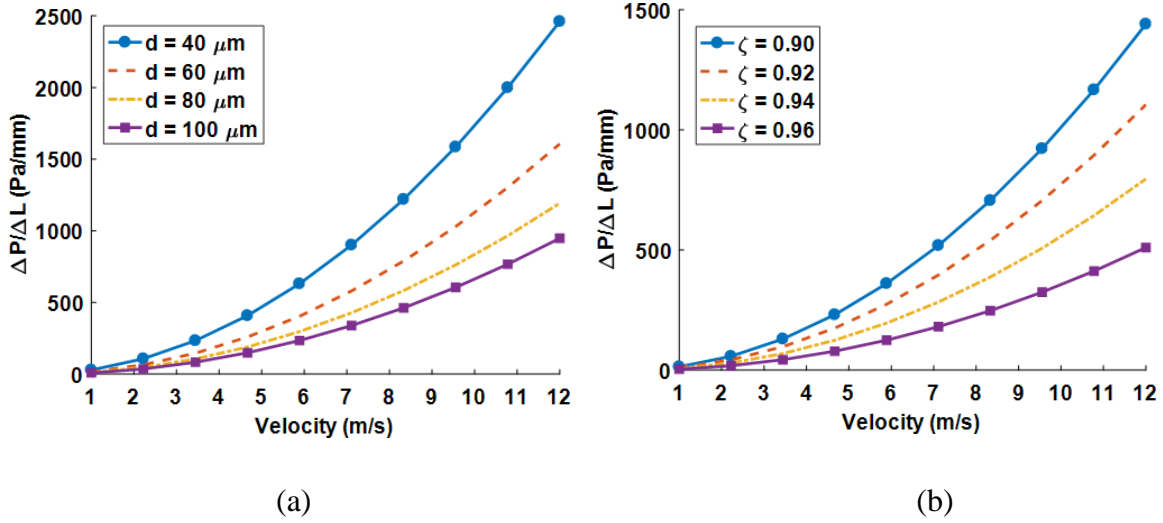 2500
2000
1500
1000
500
0
ΔP/ΔL (Pa/mm)
d = 40 μm
d = 60 μm
d = 80 μm
d = 100 μm
1 2 3 4 5 6 7 8 9 10 11 12
Velocity (m/s)
(a)
1500
1000
500
0
ΔP/ΔL (Pa/mm)
ζ = 0.90
ζ = 0.92
ζ = 0.94
ζ = 0.96
1 2 3 4 5 6 7 8 9 10 11 12
Velocity (m/s)
(b)